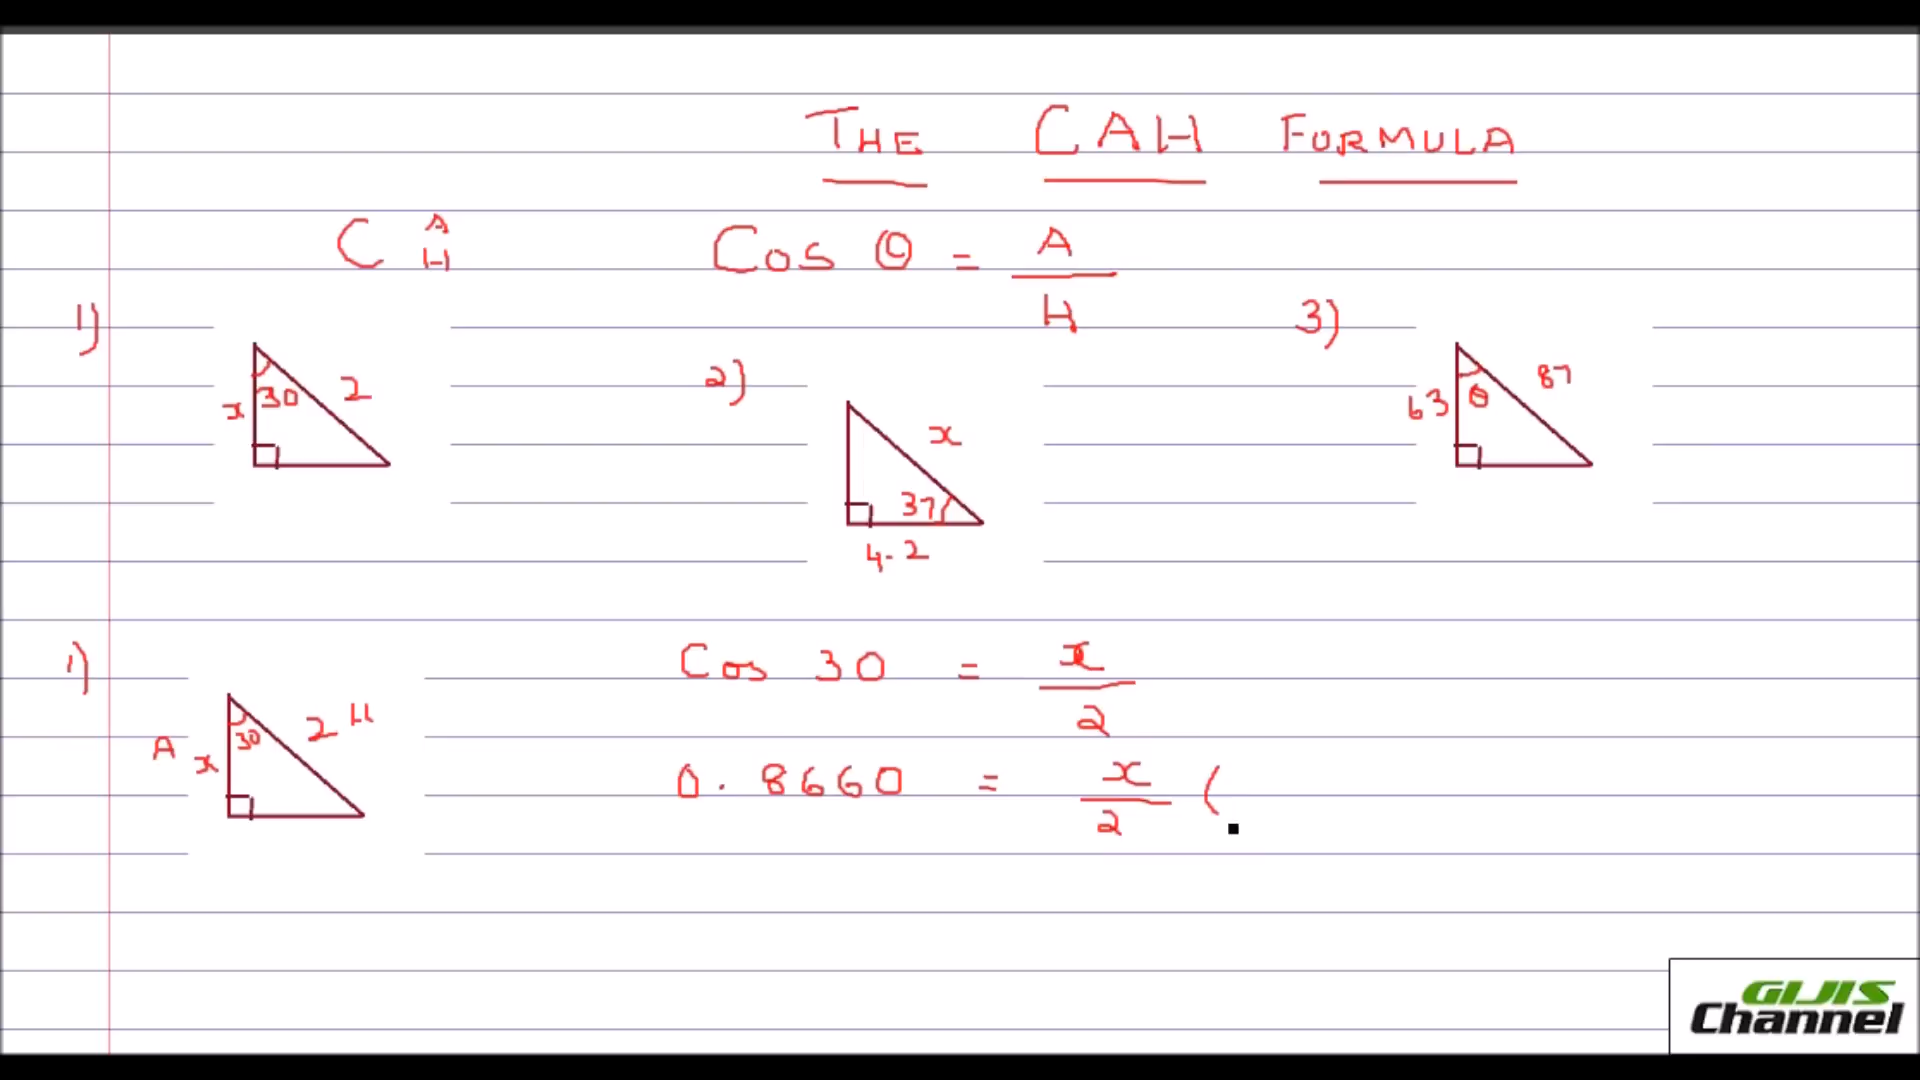 THE CAH FORMULA
C A H
Cos θ = A / H
1)
x 30 2
2)
x
37
4.2
3)
63 θ 87
1)
A x 30 2 H
Cos 30 = x / 2
0.8660 = x / 2 (
GIJIS
Channel